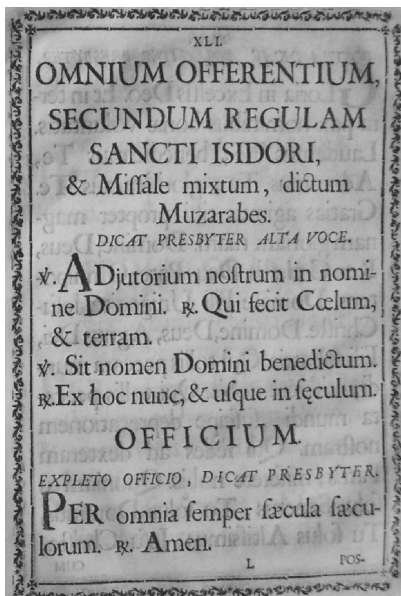 XLI.
OMNIUM OFFERENTIUM,
SECUNDUM REGULAM
SANCTI ISIDORI,
& Miſſale mixtum, dictum
Muzarabes.
DICAT PRESBYTER ALTA VOCE.
℣. ADjutorium noſtrum in nomi-
ne Domini. ℟. Qui fecit Cœlum,
& terram.
℣. Sit nomen Domini benedictum.
℟. Ex hoc nunc, & uſque in ſęculum.
OFFICIUM.
EXPLETO OFFICIO, DICAT PRESBYTER.
PER omnia ſemper ſæcula ſæcu-
lorum. ℟. Amen.
L POS-